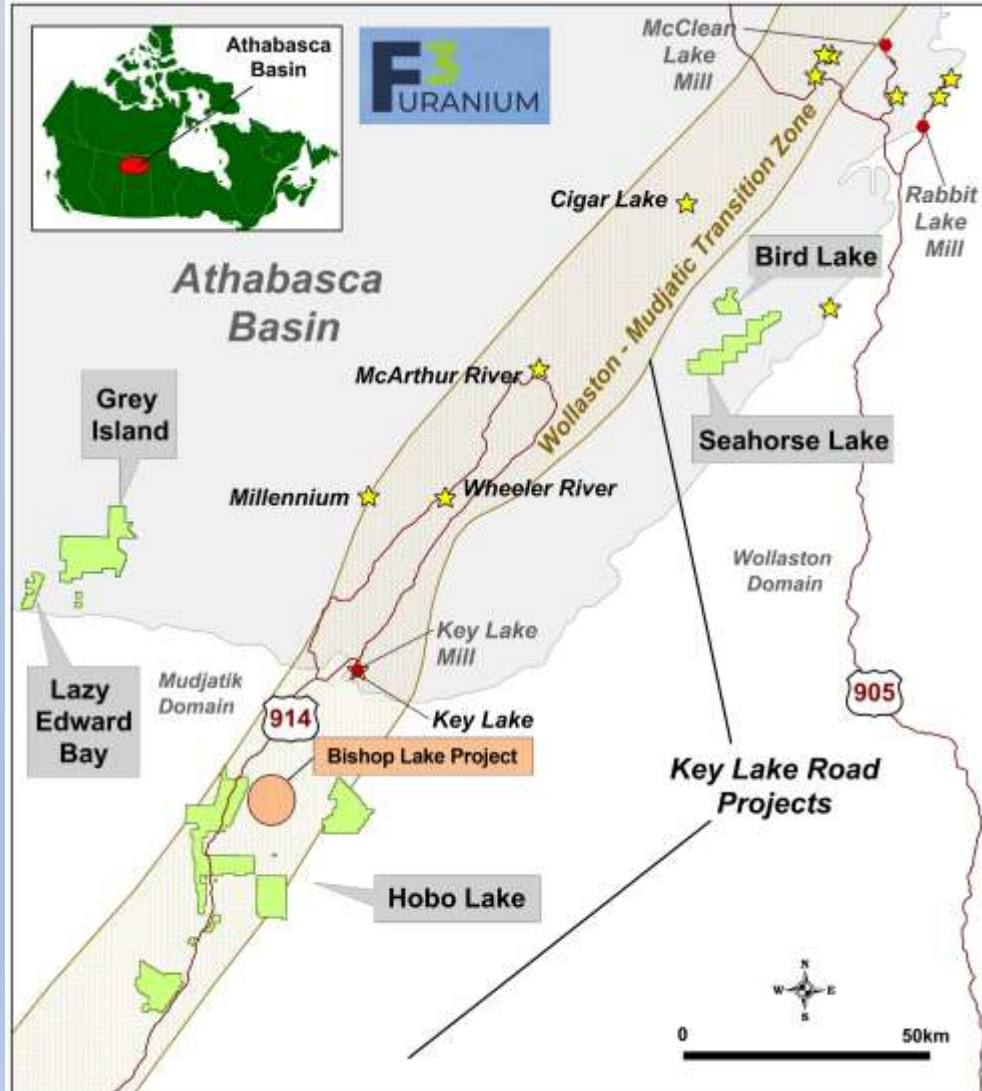 Athabasca
Basin
F3
URANIUM
McClean
Lake
Mill
Rabbit
Lake
Mill
Cigar Lake
Bird Lake
Athabasca
Basin
Wollaston - Mudjatic Transition Zone
McArthur River
Grey
Island
Seahorse Lake
Millennium
Wheeler River
Wollaston
Domain
Key Lake
Mill
Lazy
Edward
Bay
Mudjatik
Domain
914
Key Lake
905
Bishop Lake Project
Key Lake Road
Projects
Hobo Lake
N
W
E
S
0
50km